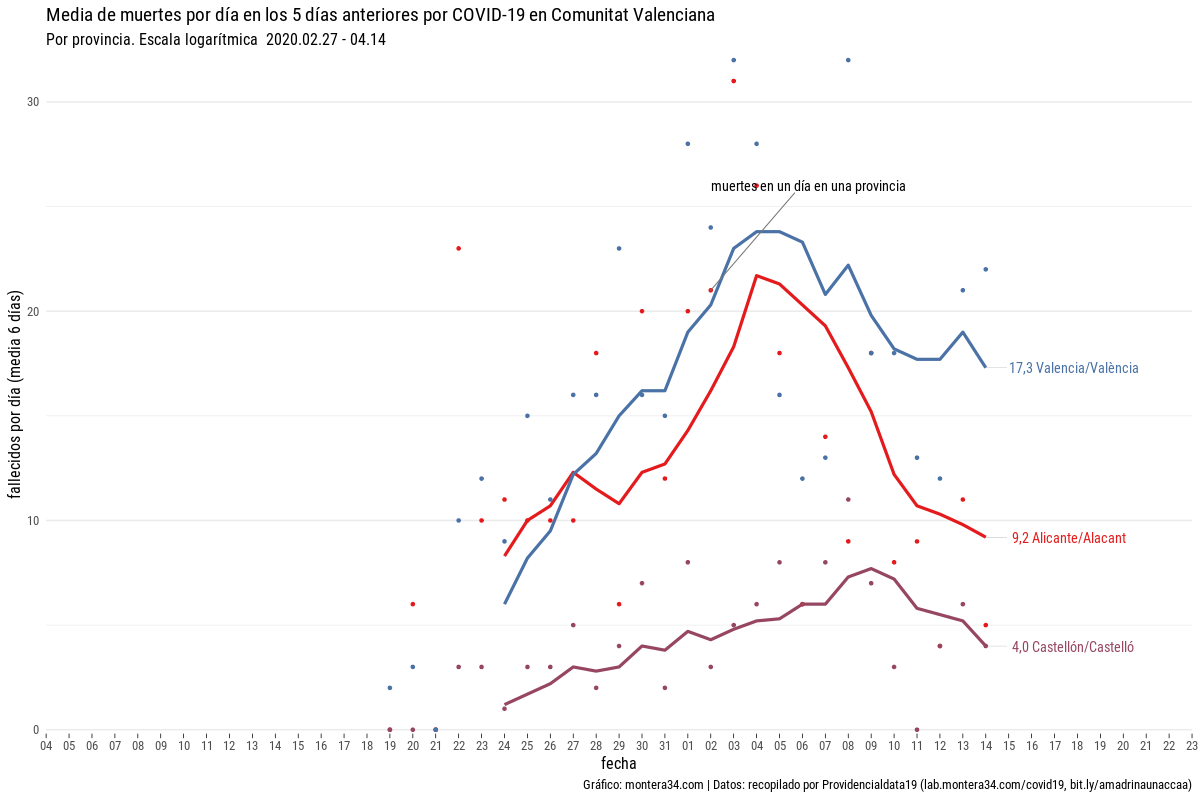 Media de muertes por día en los 5 días anteriores por COVID-19 en Comunitat Valenciana
Por provincia. Escala logarítmica 2020.02.27 - 04.14
30
muertes en un día en una provincia
fallecidos por día (media 6 días)
20
17,3 Valencia/València
10
9,2 Alicante/Alacant
4,0 Castellón/Castelló
0
04 05 06 07 08 09 10 11 12 13 14 15 16 17 18 19 20 21 22 23 24 25 26 27 28 29 30 31 01 02 03 04 05 06 07 08 09 10 11 12 13 14 15 16 17 18 19 20 21 22 23
fecha
Gráfico: montera34.com | Datos: recopilado por Providencialdata19 (lab.montera34.com/covid19, bit.ly/amadrinaunaccaa)